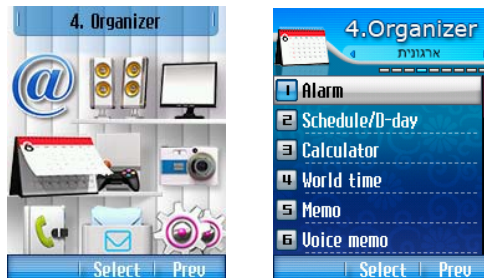 4. Organizer
@
6
Select Prev
4.Organizer
ארגונית
1 Alarm
2 Schedule/D-day
3 Calculator
4 World time
5 Memo
6 Voice memo
Select Prev